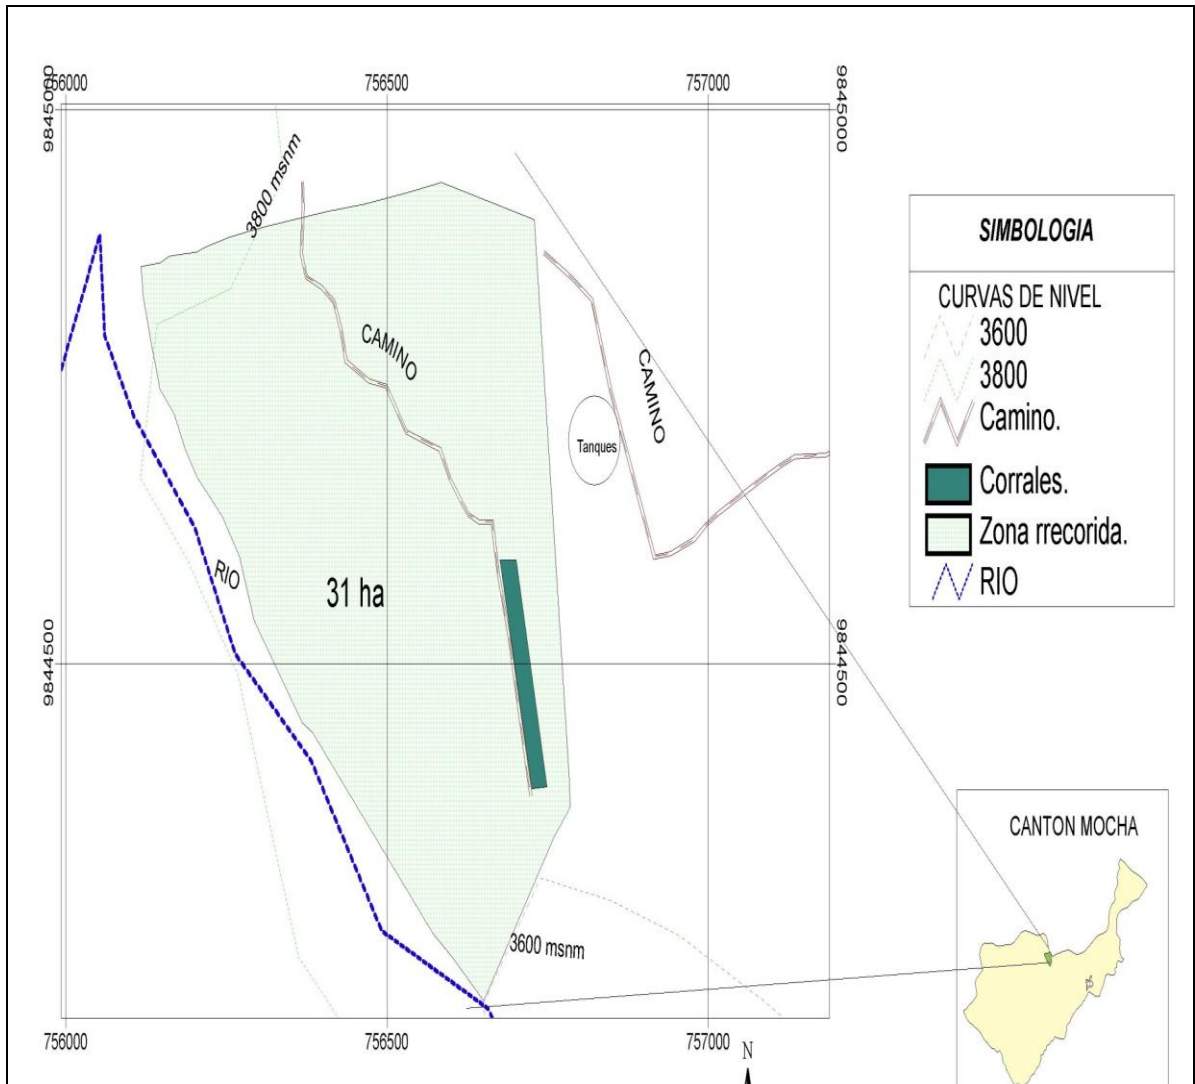 756000
756500
757000
9845000
9845000
3800 msnm
SIMBOLOGIA
CURVAS DE NIVEL
3600
3800
Camino.
Corrales.
Zona rrecorida.
RIO
CAMINO
CAMINO
Tanques
RIO
31 ha
9844500
9844500
CANTON MOCHA
3600 msnm
756000
756500
757000
N